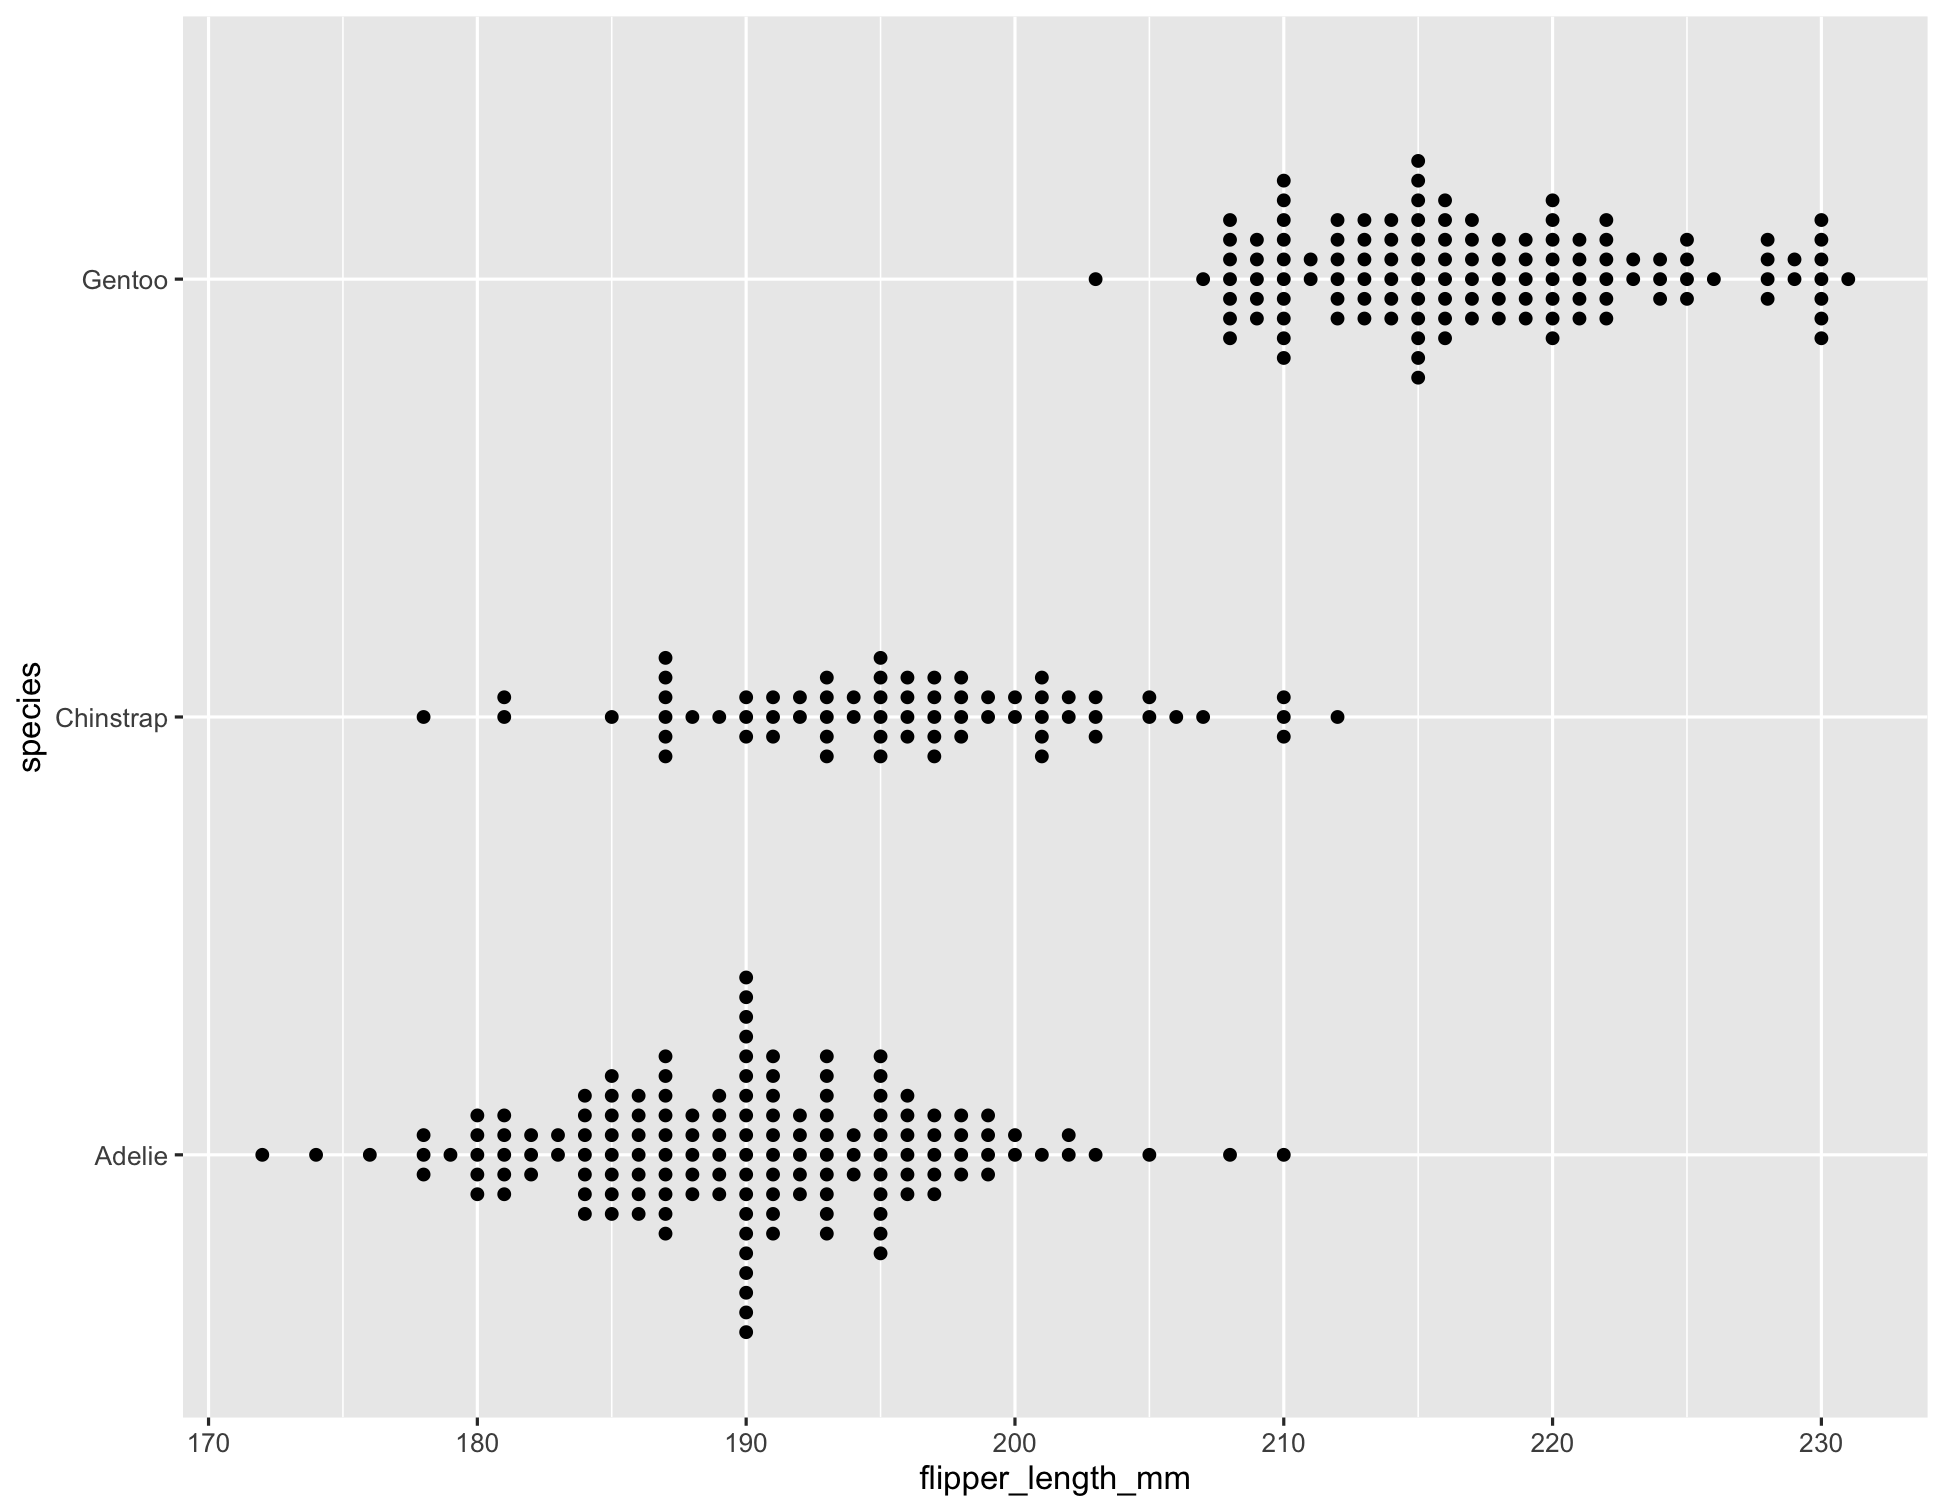 species
Gentoo
Chinstrap
Adelie
170 180 190 200 210 220 230
flipper_length_mm